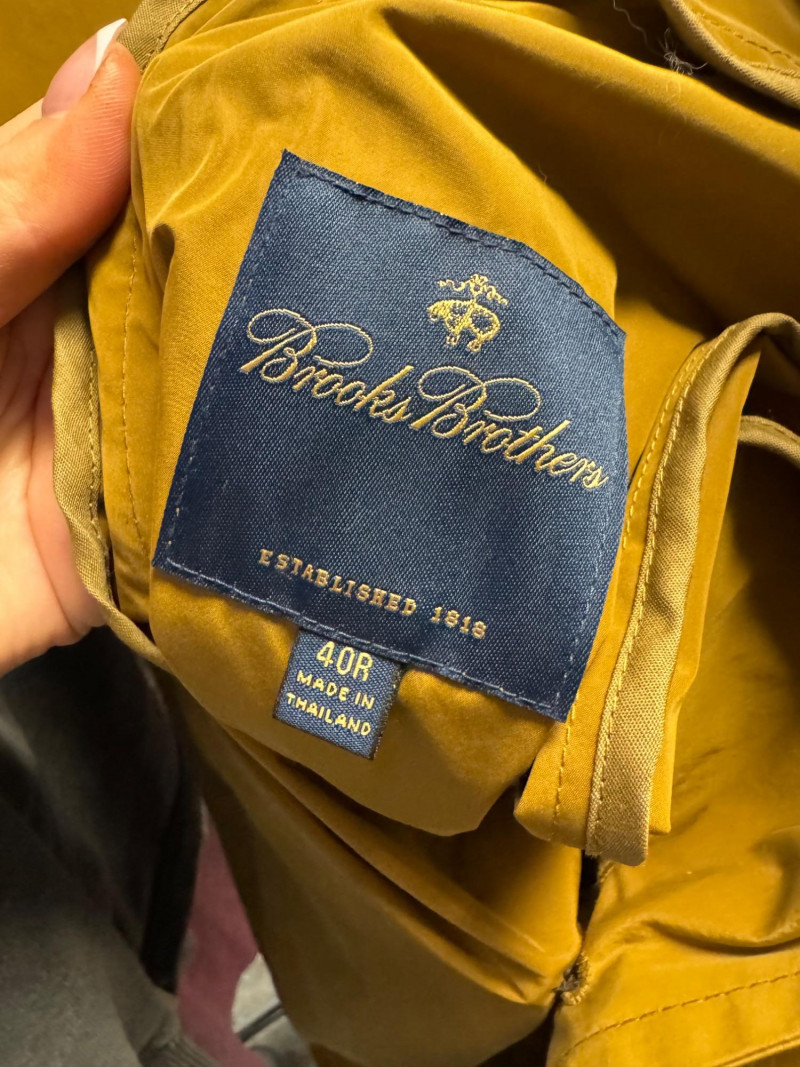 Brooks Brothers
ESTABLISHED 1818
40R
MADE IN
THAILAND